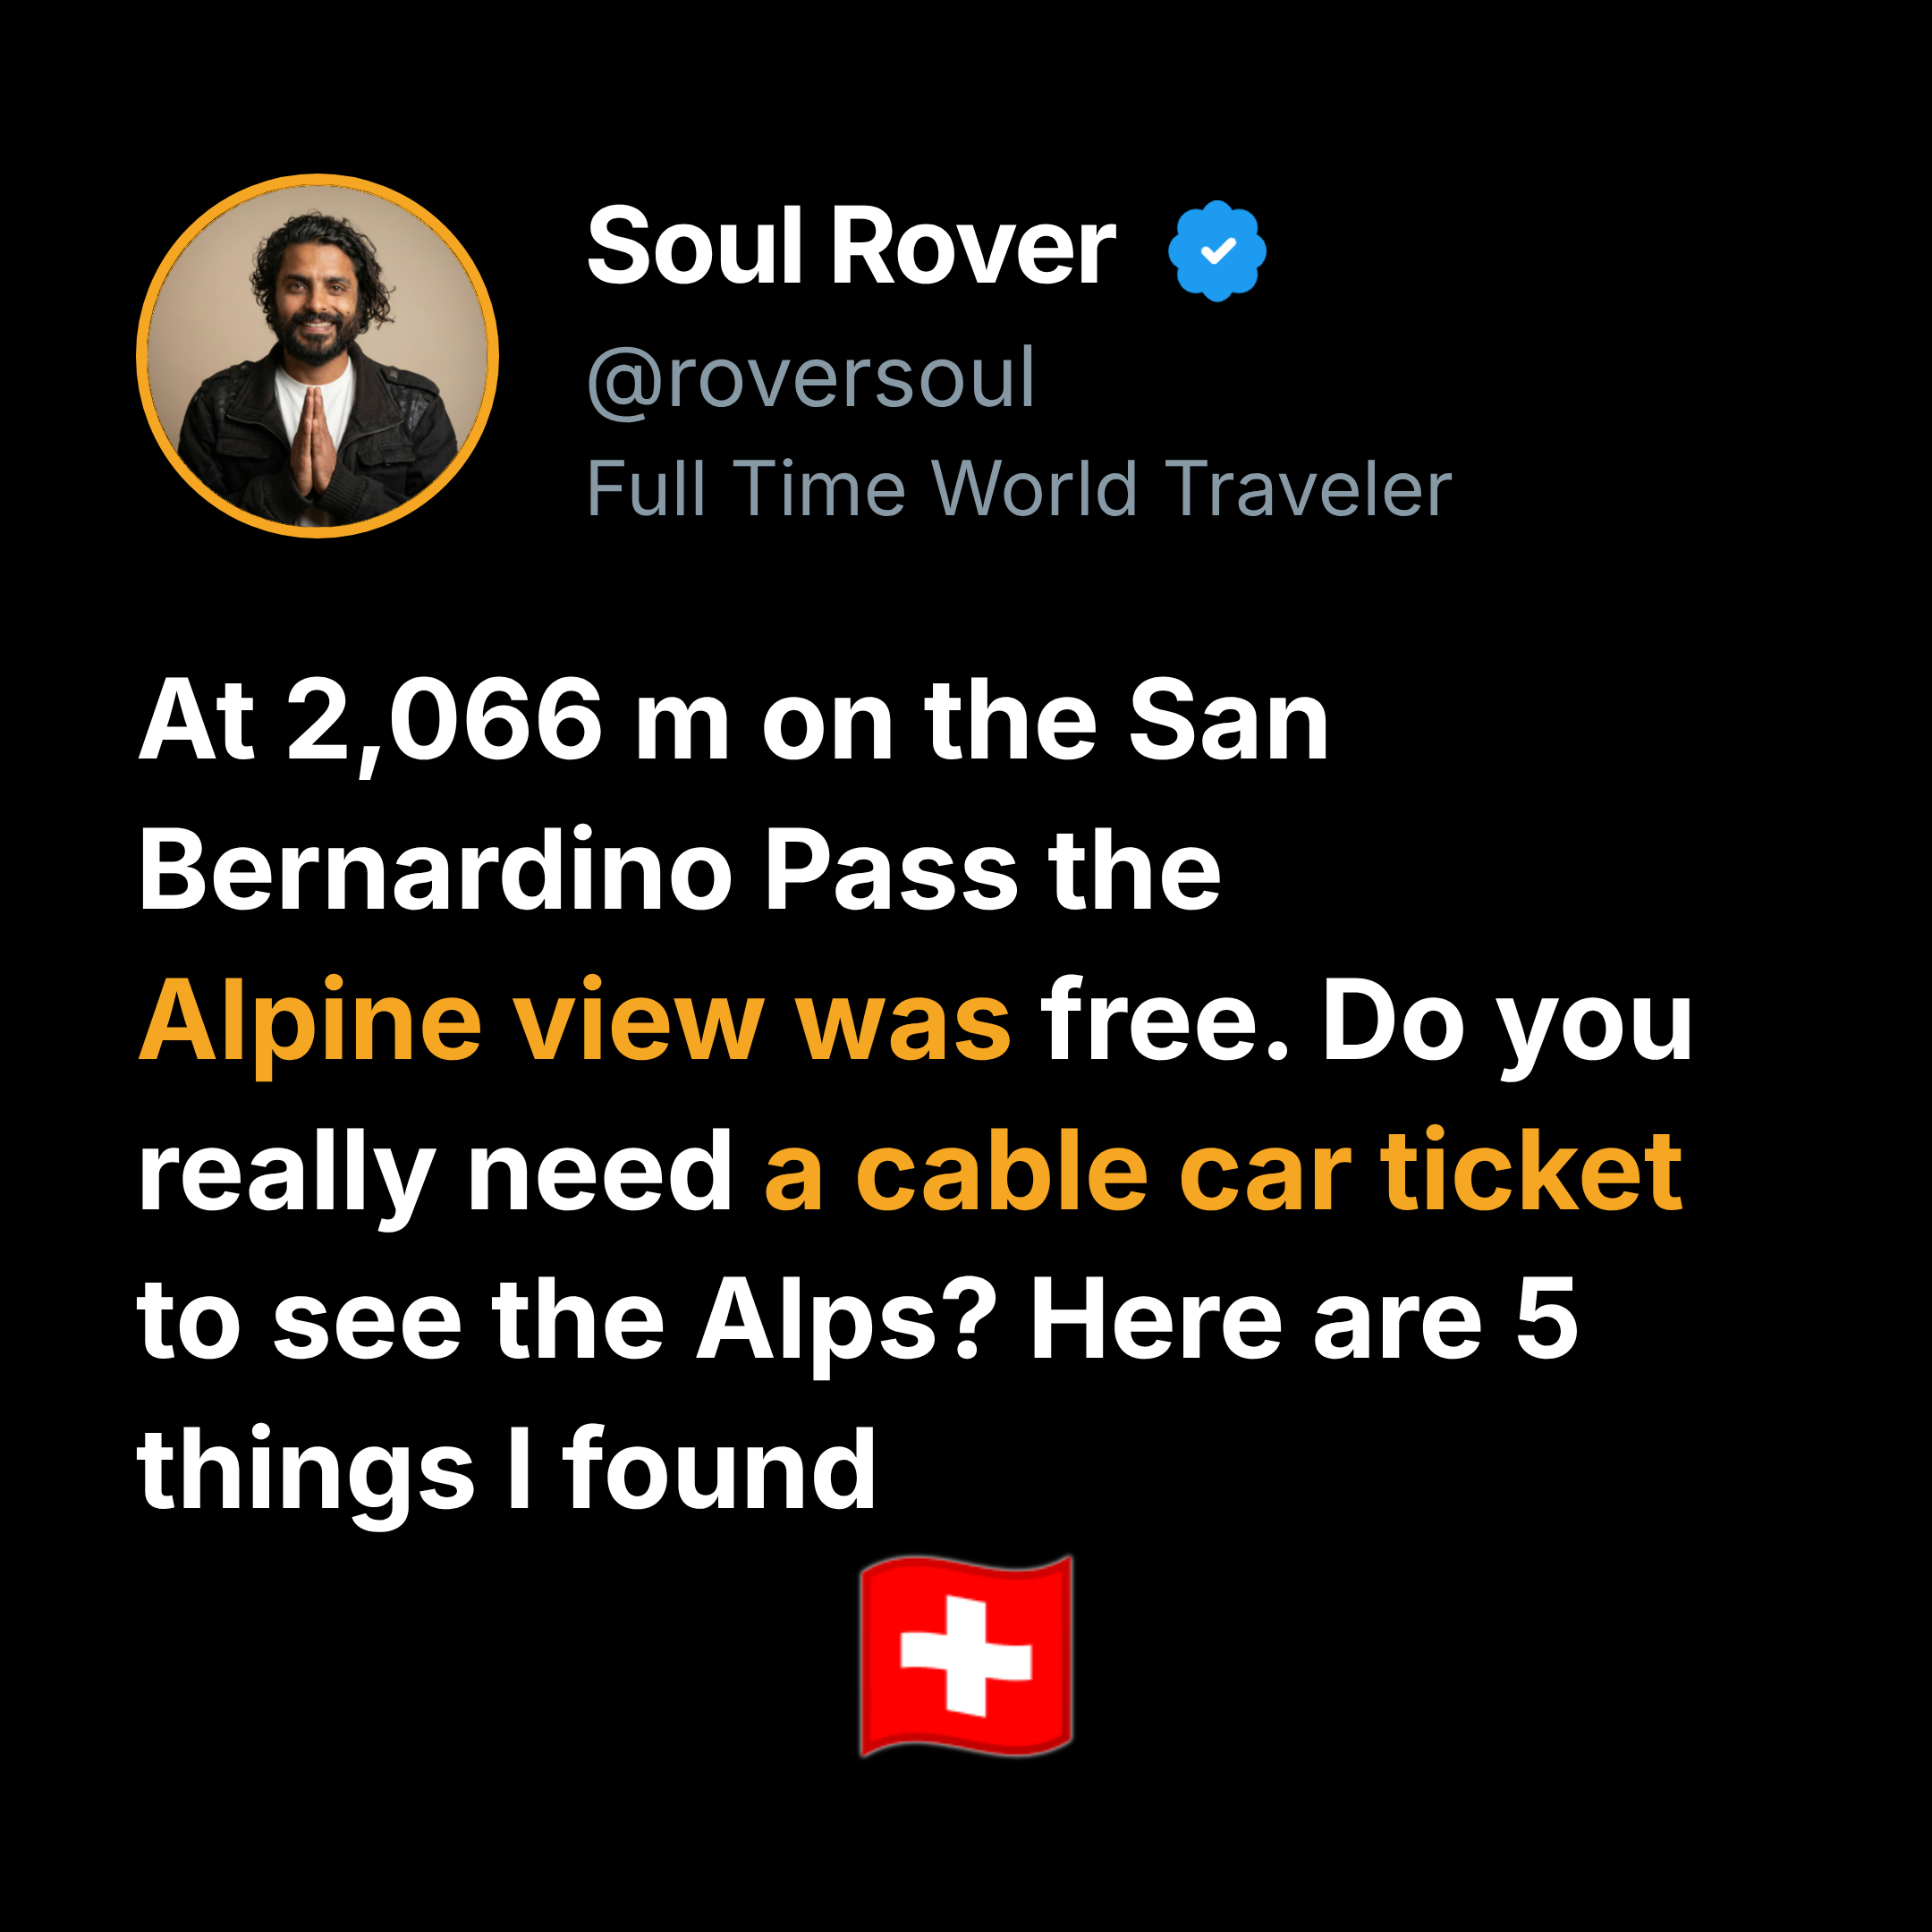 Soul Rover
@roversoul
Full Time World Traveler
At 2,066 m on the San
Bernardino Pass the
Alpine view was free. Do you
really need a cable car ticket
to see the Alps? Here are 5
things I found